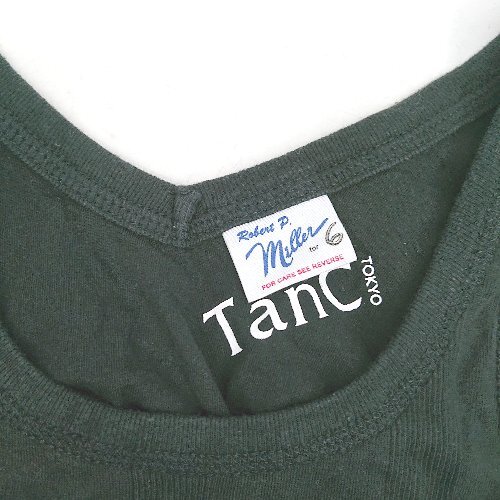 Robert P.
Miller
for 6
FOR CARE SEE REVERSE
TanC
TOKYO